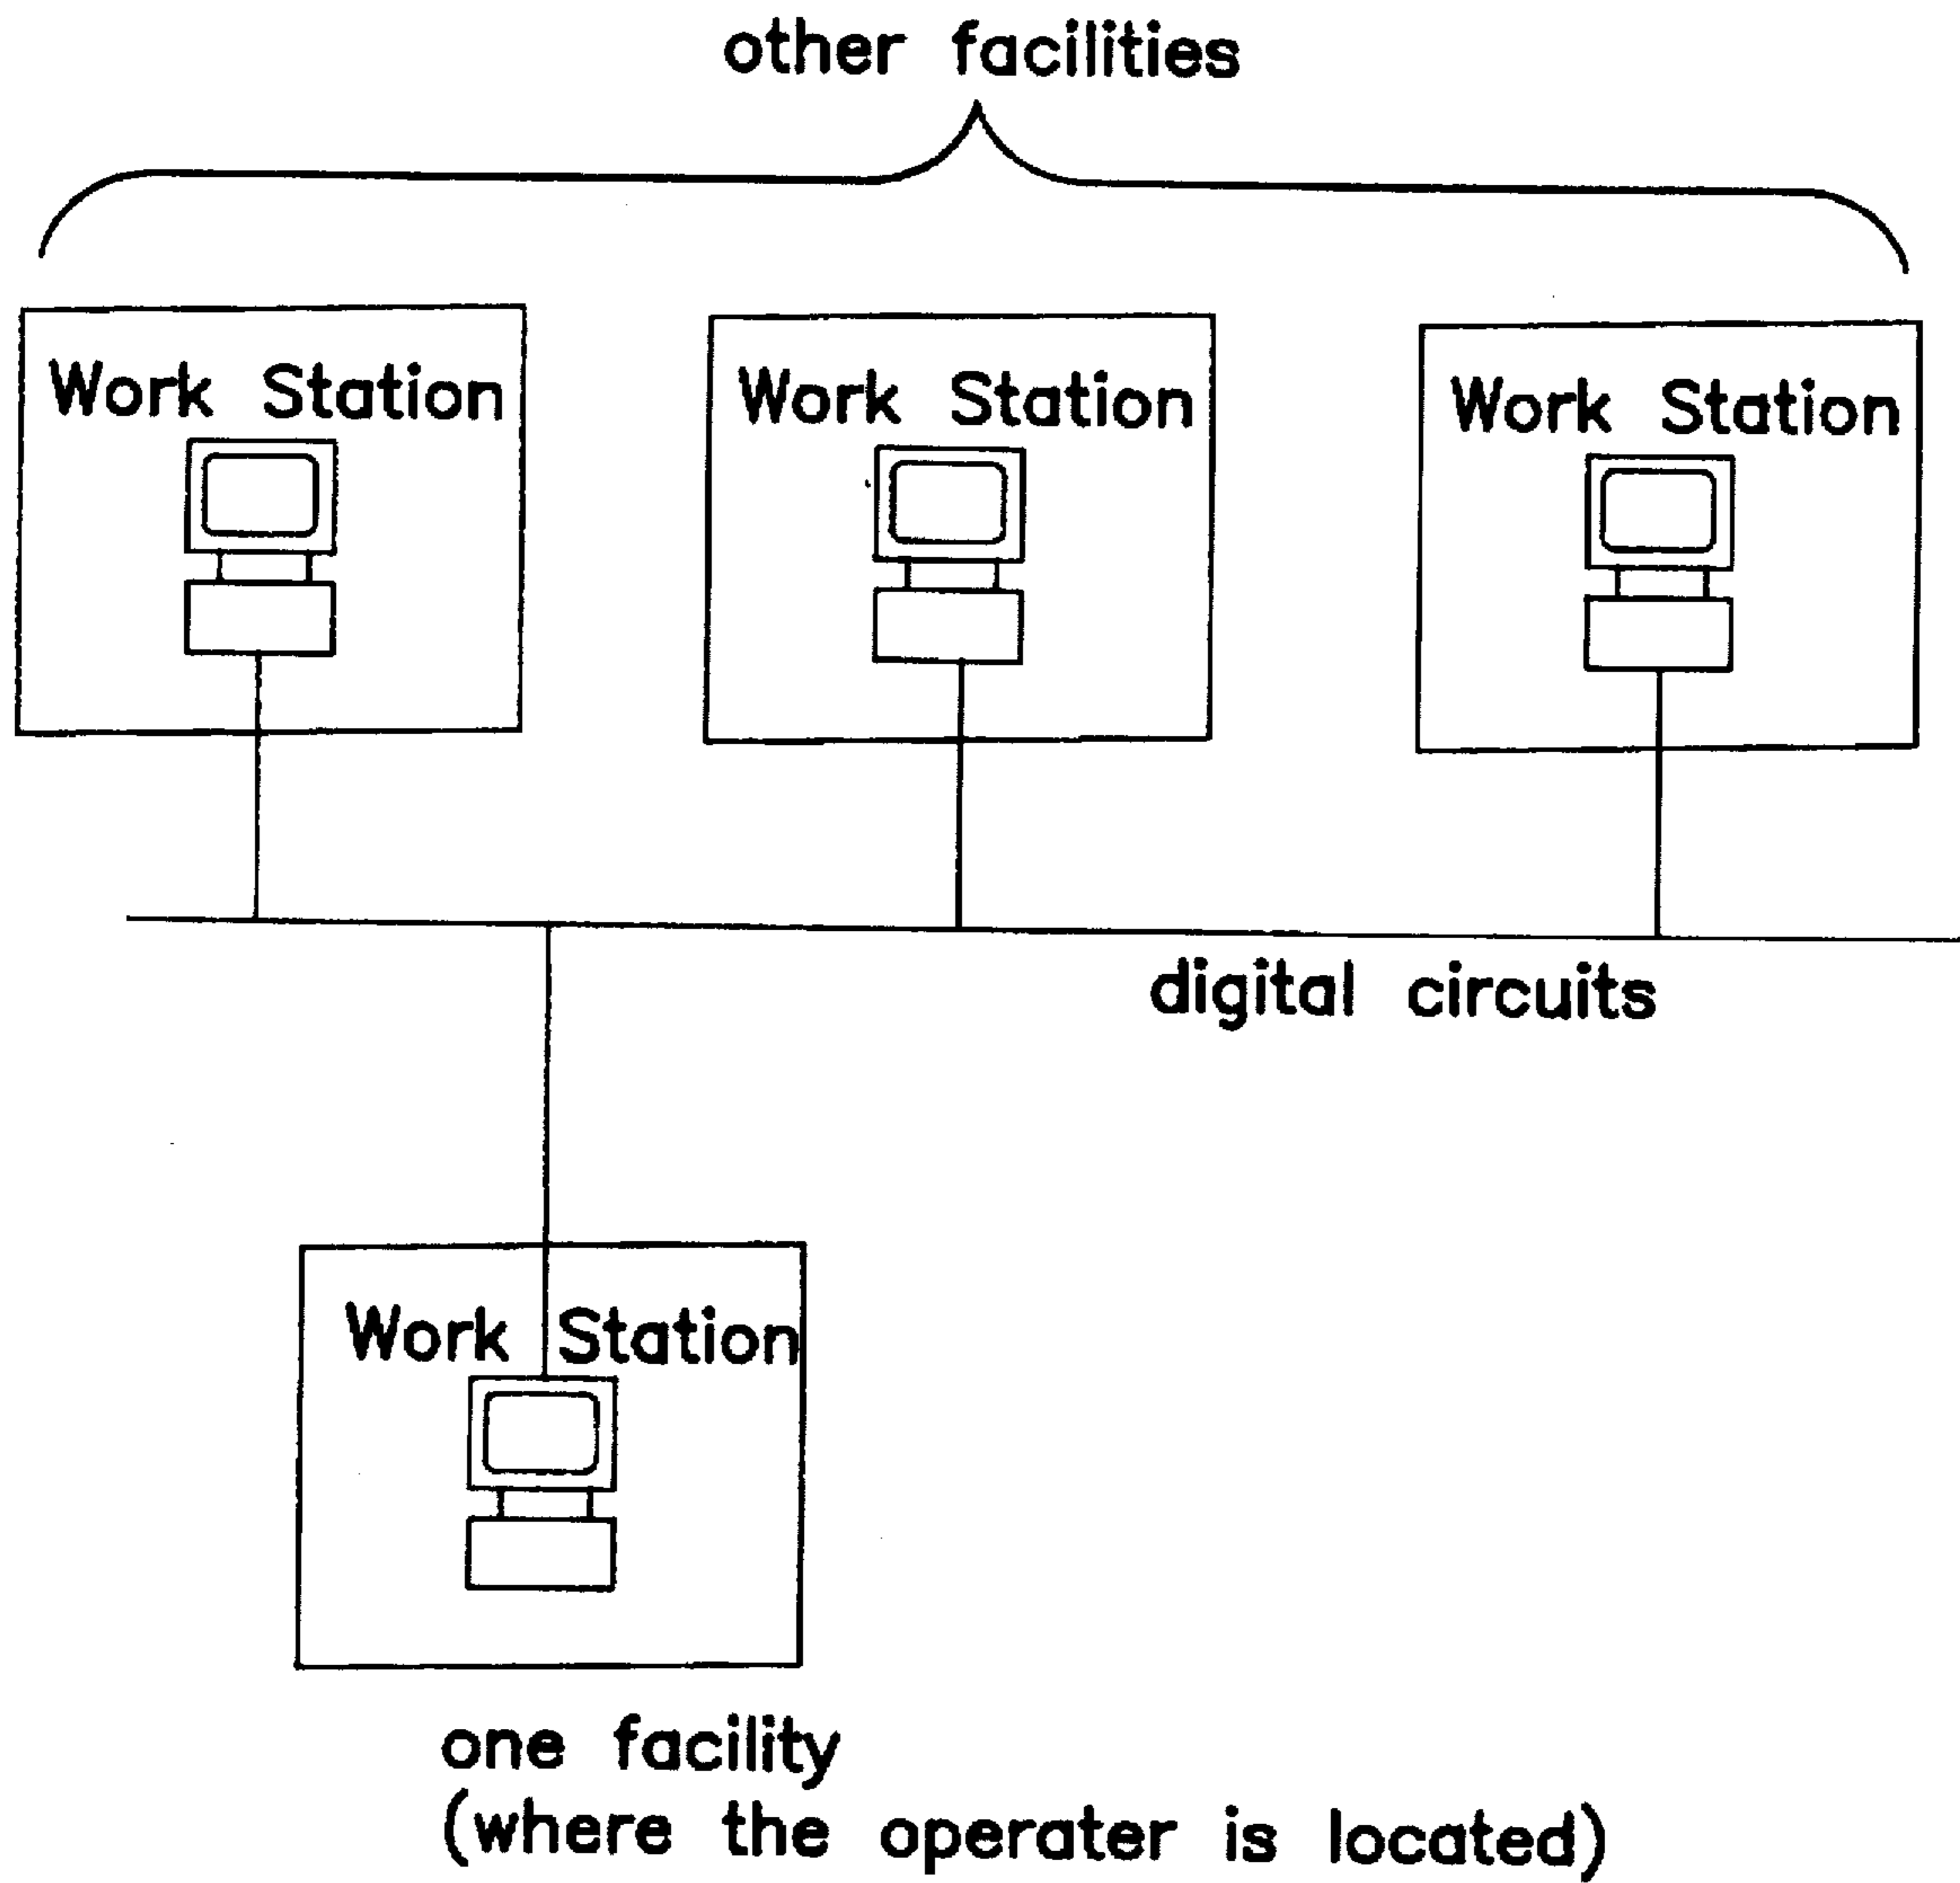 other facilities
Work Station
Work Station
Work Station
digital circuits
Work Station
one facility
(where the operater is located)